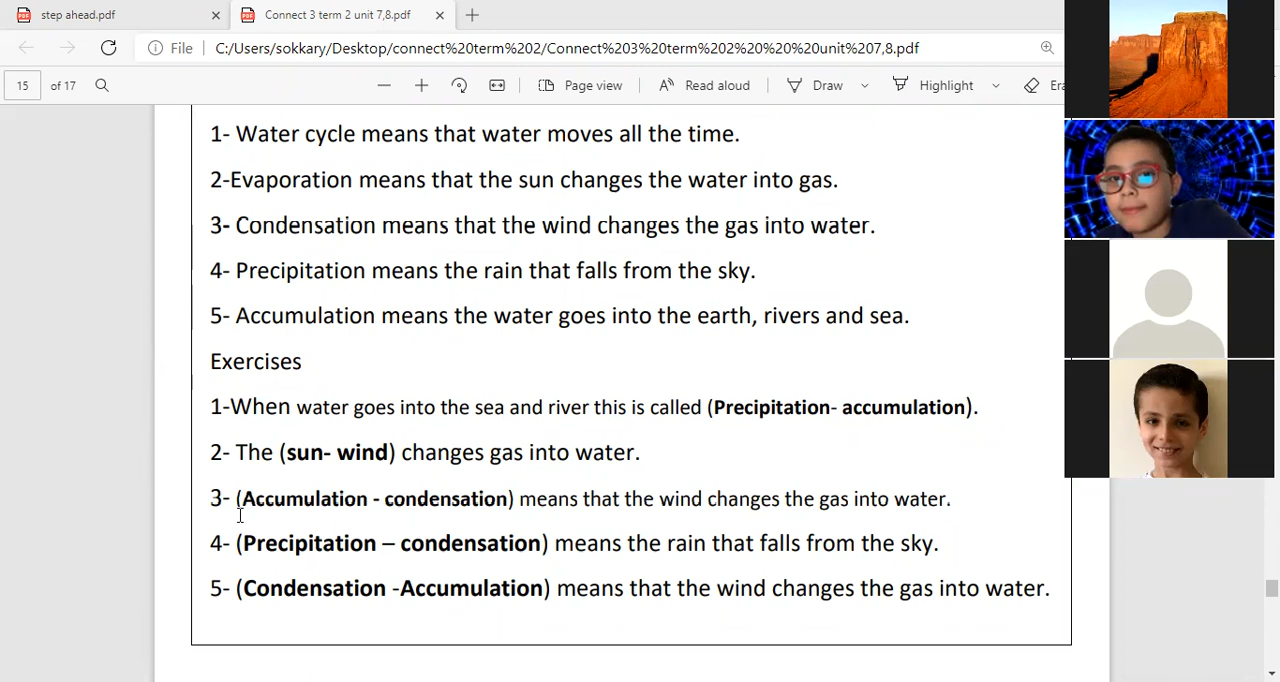 step ahead.pdf
Connect 3 term 2 unit 7,8.pdf
File
C:/Users/sokkary/Desktop/connect%20term%202/Connect%203%20term%202%20%20%20unit%207,8.pdf
15 of 17
Page view
Read aloud
Draw
Highlight
Era
1- Water cycle means that water moves all the time.
2-Evaporation means that the sun changes the water into gas.
3- Condensation means that the wind changes the gas into water.
4- Precipitation means the rain that falls from the sky.
5- Accumulation means the water goes into the earth, rivers and sea.
Exercises
1-When water goes into the sea and river this is called (Precipitation- accumulation).
2- The (sun- wind) changes gas into water.
3- (Accumulation - condensation) means that the wind changes the gas into water.
4- (Precipitation – condensation) means the rain that falls from the sky.
5- (Condensation -Accumulation) means that the wind changes the gas into water.